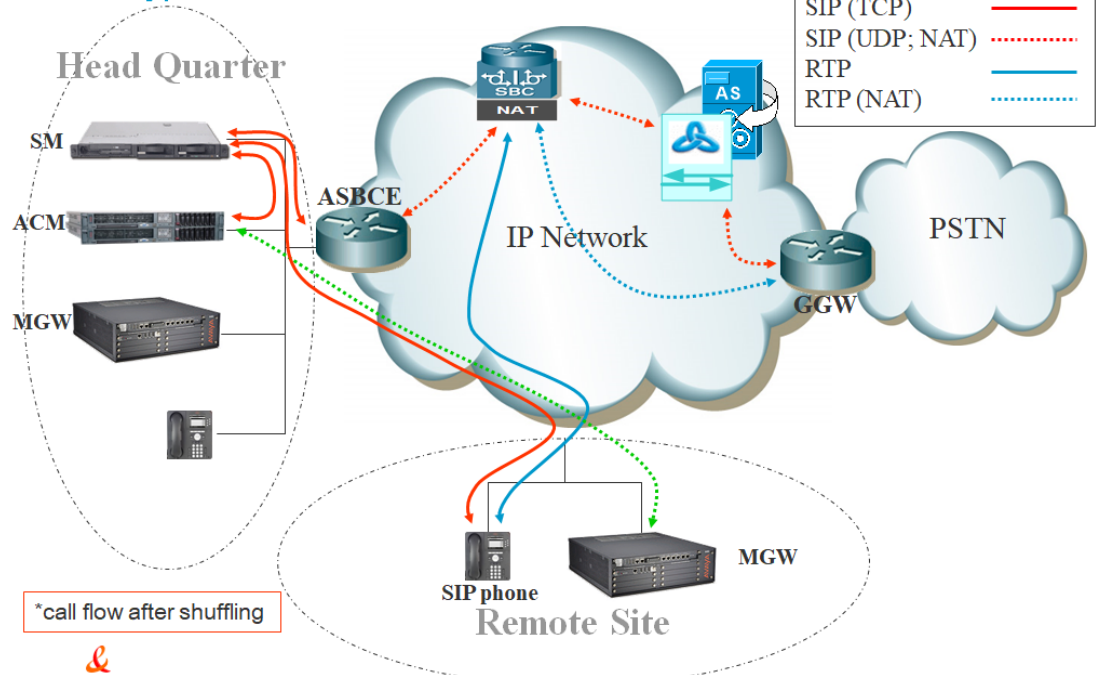 SIP (TCP)
SIP (UDP; NAT)
RTP
RTP (NAT)
Head Quarter
SBC
NAT
AS
SM
ASBCE
ACM
IP Network
PSTN
GGW
MGW
SIP phone
MGW
Remote Site
*call flow after shuffling
&